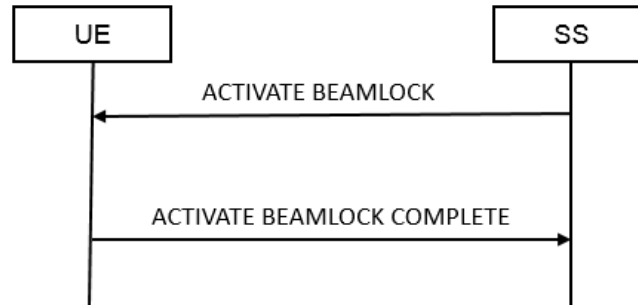 UE
SS
ACTIVATE BEAMLOCK
ACTIVATE BEAMLOCK COMPLETE